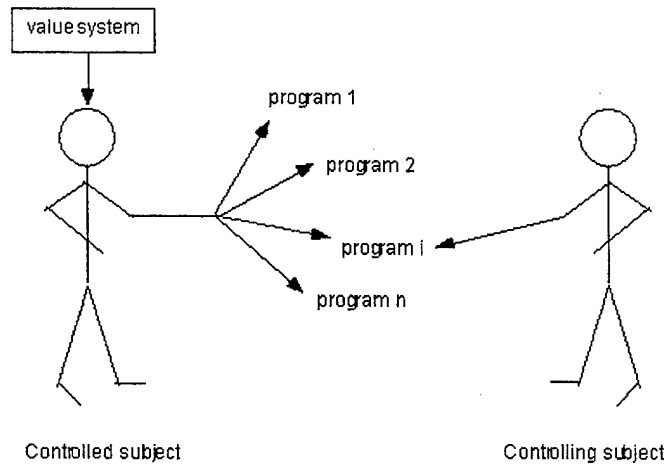 value system
program 1
program 2
program i
program n
Controlled subject
Controlling subject